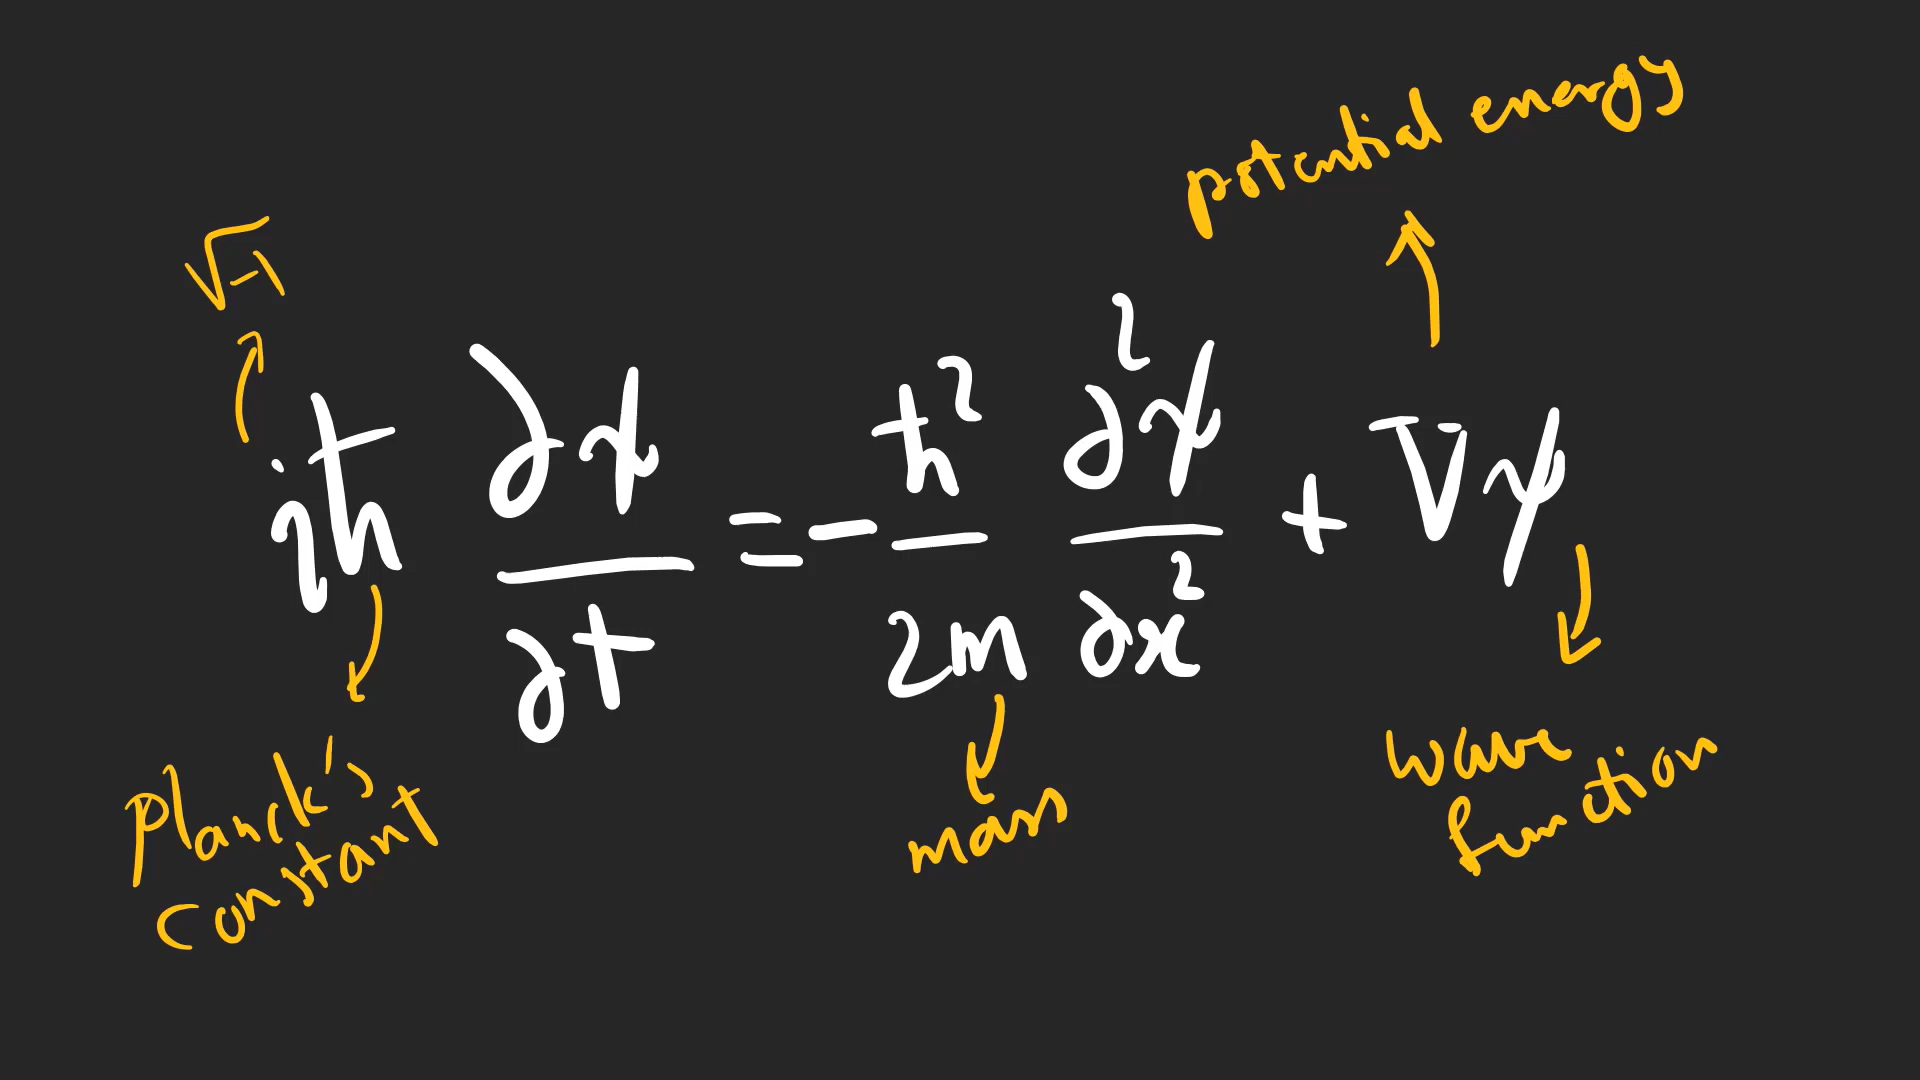 potential energy
√-1
iħ ∂ψ/∂t = - ħ²/2m ∂²ψ/∂x² + Vψ
Planck's
constant
mass
wave
function